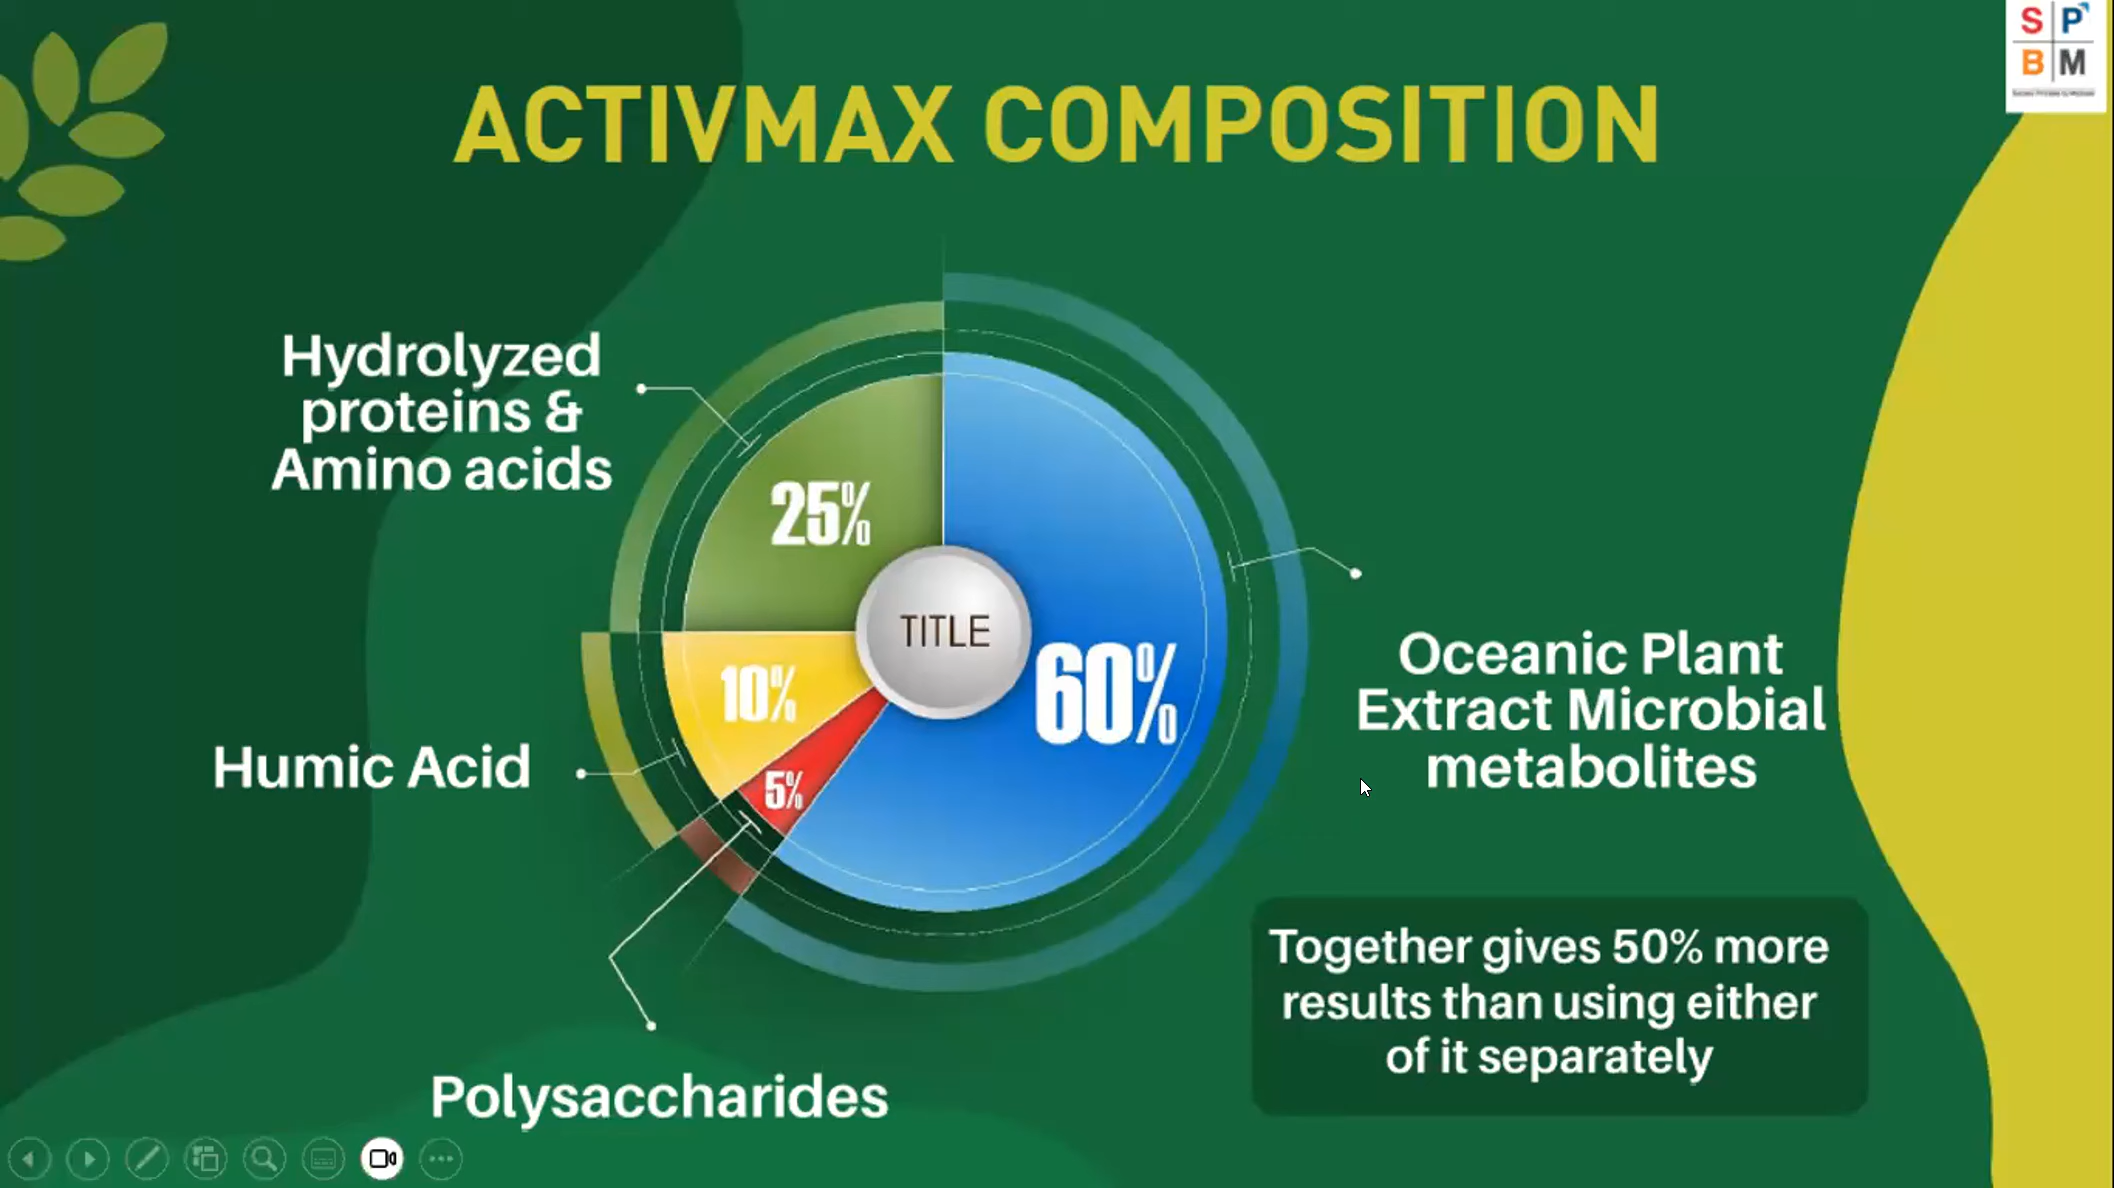 S P
B M
ACTIVMAX COMPOSITION
Hydrolyzed
proteins &
Amino acids
25%
TITLE
60%
10%
5%
Oceanic Plant
Extract Microbial
metabolites
Humic Acid
Polysaccharides
Together gives 50% more
results than using either
of it separately